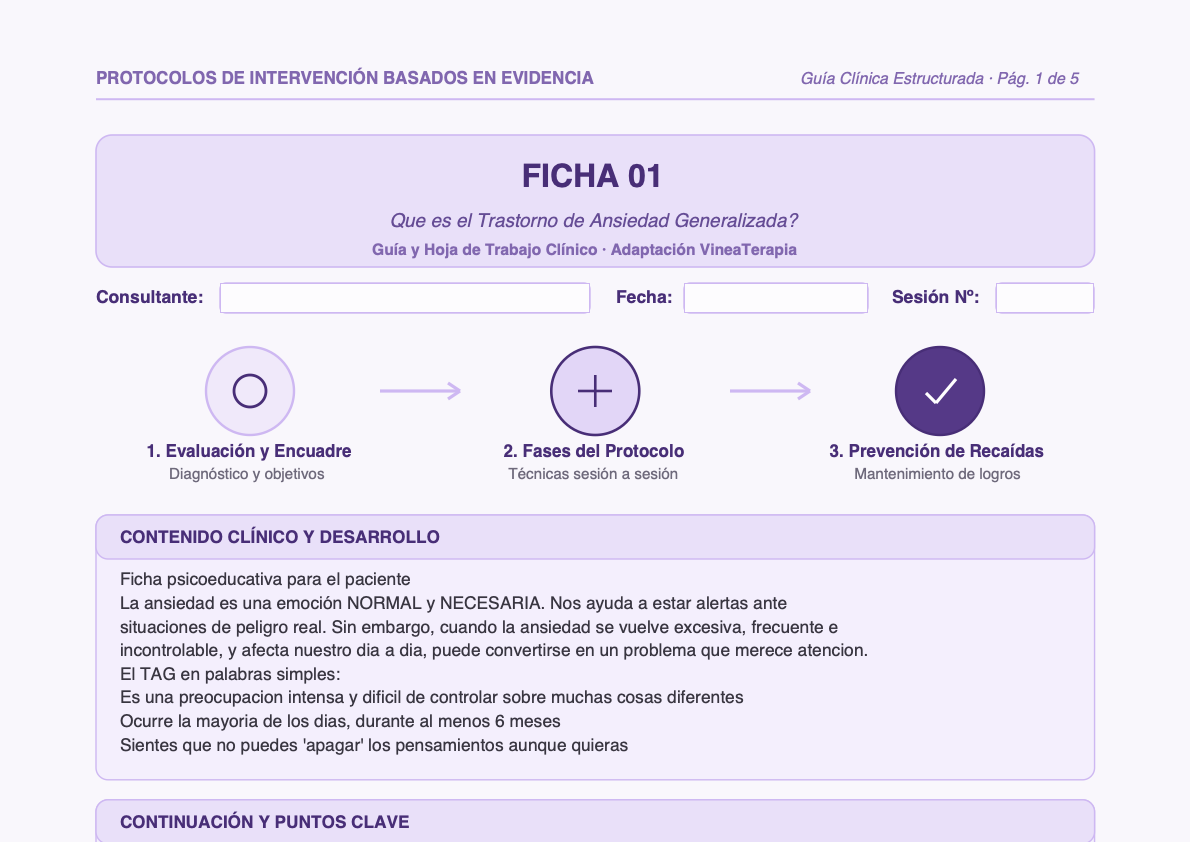 PROTOCOLOS DE INTERVENCIÓN BASADOS EN EVIDENCIA
Guía Clínica Estructurada · Pág. 1 de 5
FICHA 01
Que es el Trastorno de Ansiedad Generalizada?
Guía y Hoja de Trabajo Clínico · Adaptación VineaTerapia
Consultante: Fecha: Sesión Nº:
1. Evaluación y Encuadre
Diagnóstico y objetivos
2. Fases del Protocolo
Técnicas sesión a sesión
3. Prevención de Recaídas
Mantenimiento de logros
CONTENIDO CLÍNICO Y DESARROLLO
Ficha psicoeducativa para el paciente
La ansiedad es una emoción NORMAL y NECESARIA. Nos ayuda a estar alertas ante
situaciones de peligro real. Sin embargo, cuando la ansiedad se vuelve excesiva, frecuente e
incontrolable, y afecta nuestro dia a dia, puede convertirse en un problema que merece atencion.
El TAG en palabras simples:
Es una preocupacion intensa y dificil de controlar sobre muchas cosas diferentes
Ocurre la mayoria de los dias, durante al menos 6 meses
Sientes que no puedes 'apagar' los pensamientos aunque quieras
CONTINUACIÓN Y PUNTOS CLAVE